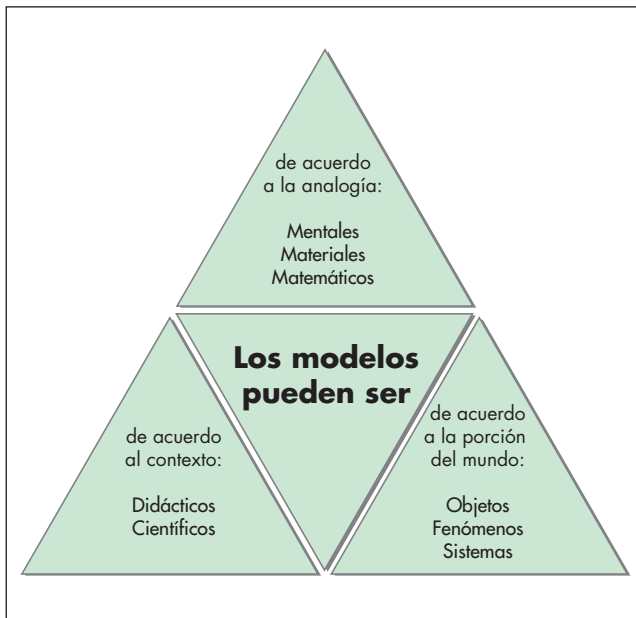 de acuerdo
a la analogía:
Mentales
Materiales
Matemáticos
Los modelos
pueden ser
de acuerdo
al contexto:
Didácticos
Científicos
de acuerdo
a la porción
del mundo:
Objetos
Fenómenos
Sistemas